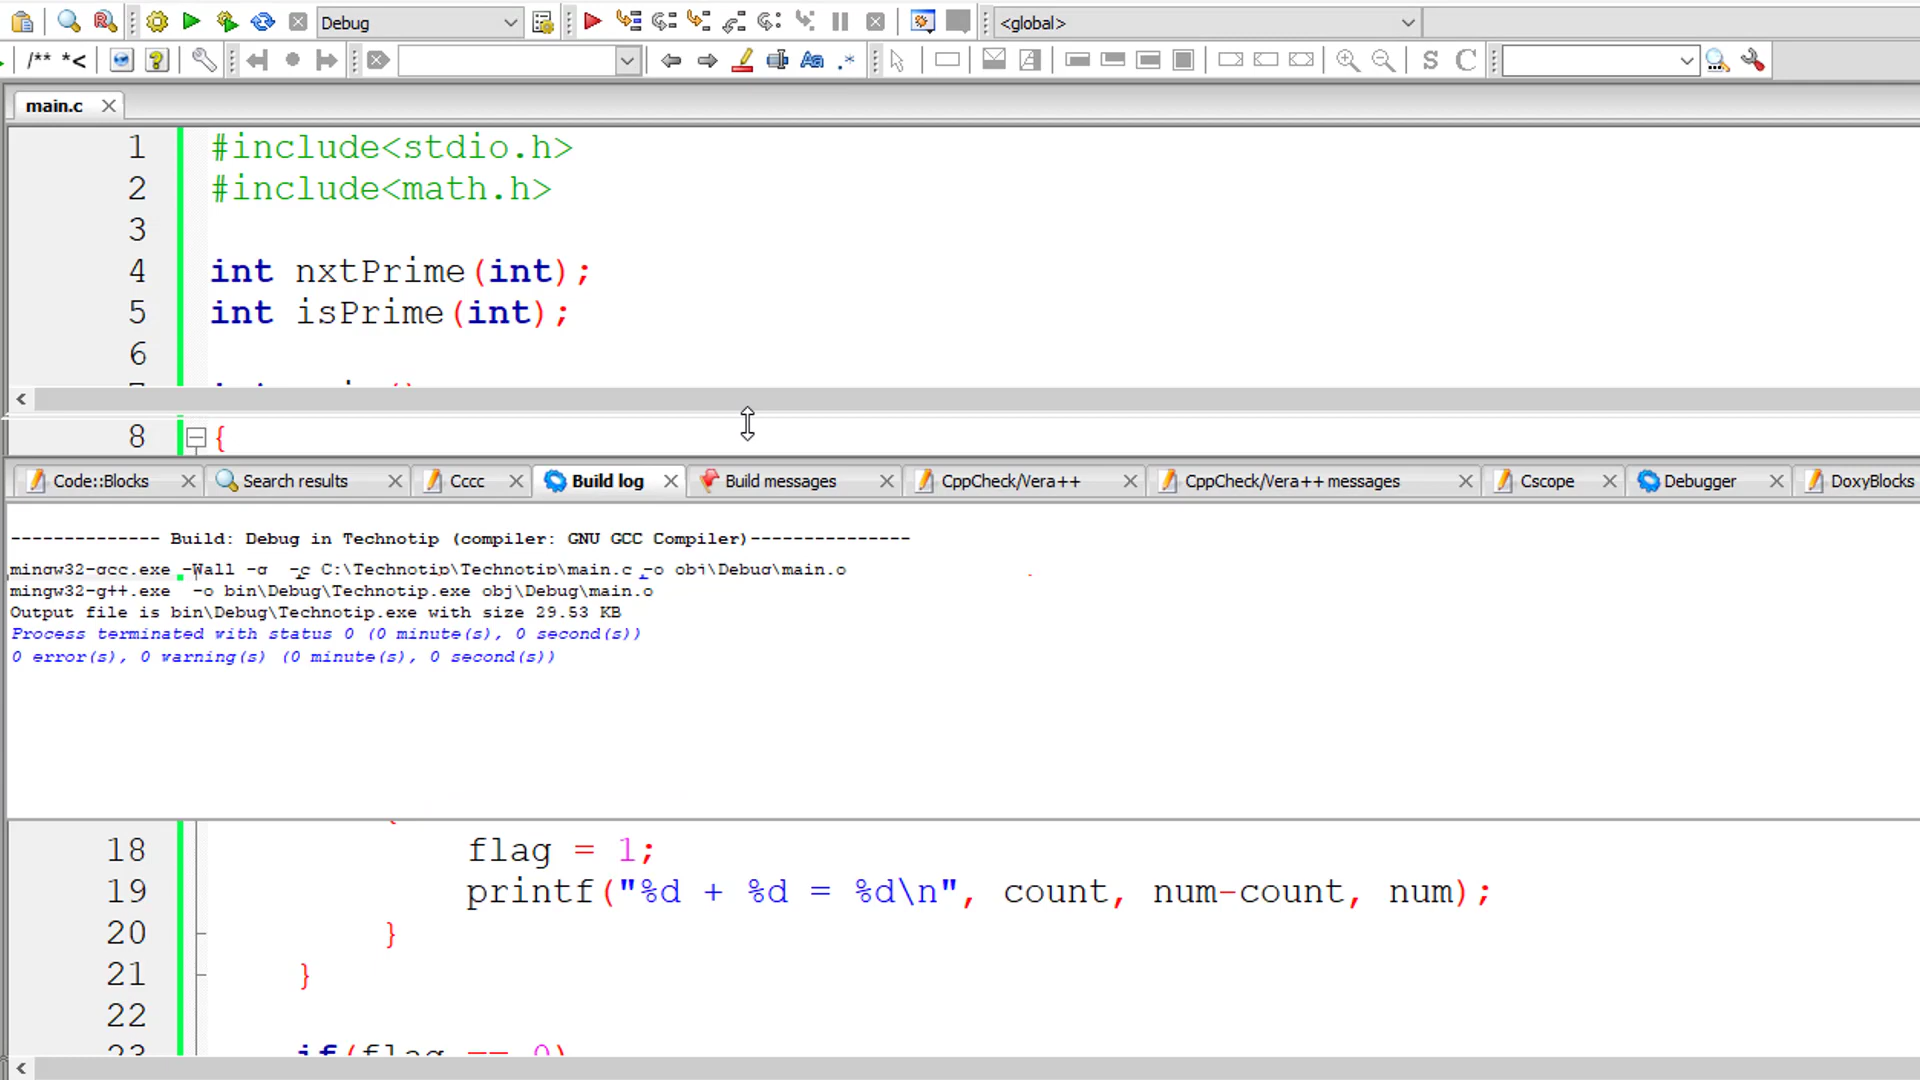 Debug
<global>
/** *<
S C
main.c
1 #include<stdio.h>
2 #include<math.h>
3
4 int nxtPrime(int);
5 int isPrime(int);
6
8 {
Code::Blocks Search results Cccc Build log Build messages CppCheck/Vera++ CppCheck/Vera++ messages Cscope Debugger DoxyBlocks
-------------- Build: Debug in Technotip (compiler: GNU GCC Compiler)---------------
mingw32-gcc.exe -Wall -g -c C:\Technotip\Technotip\main.c -o obj\Debug\main.o
mingw32-g++.exe -o bin\Debug\Technotip.exe obj\Debug\main.o
Output file is bin\Debug\Technotip.exe with size 29.53 KB
Process terminated with status 0 (0 minute(s), 0 second(s))
0 error(s), 0 warning(s) (0 minute(s), 0 second(s))
18 flag = 1;
19 printf("%d + %d = %d\n", count, num-count, num);
20 }
21 }
22
23 if(flag == 0)